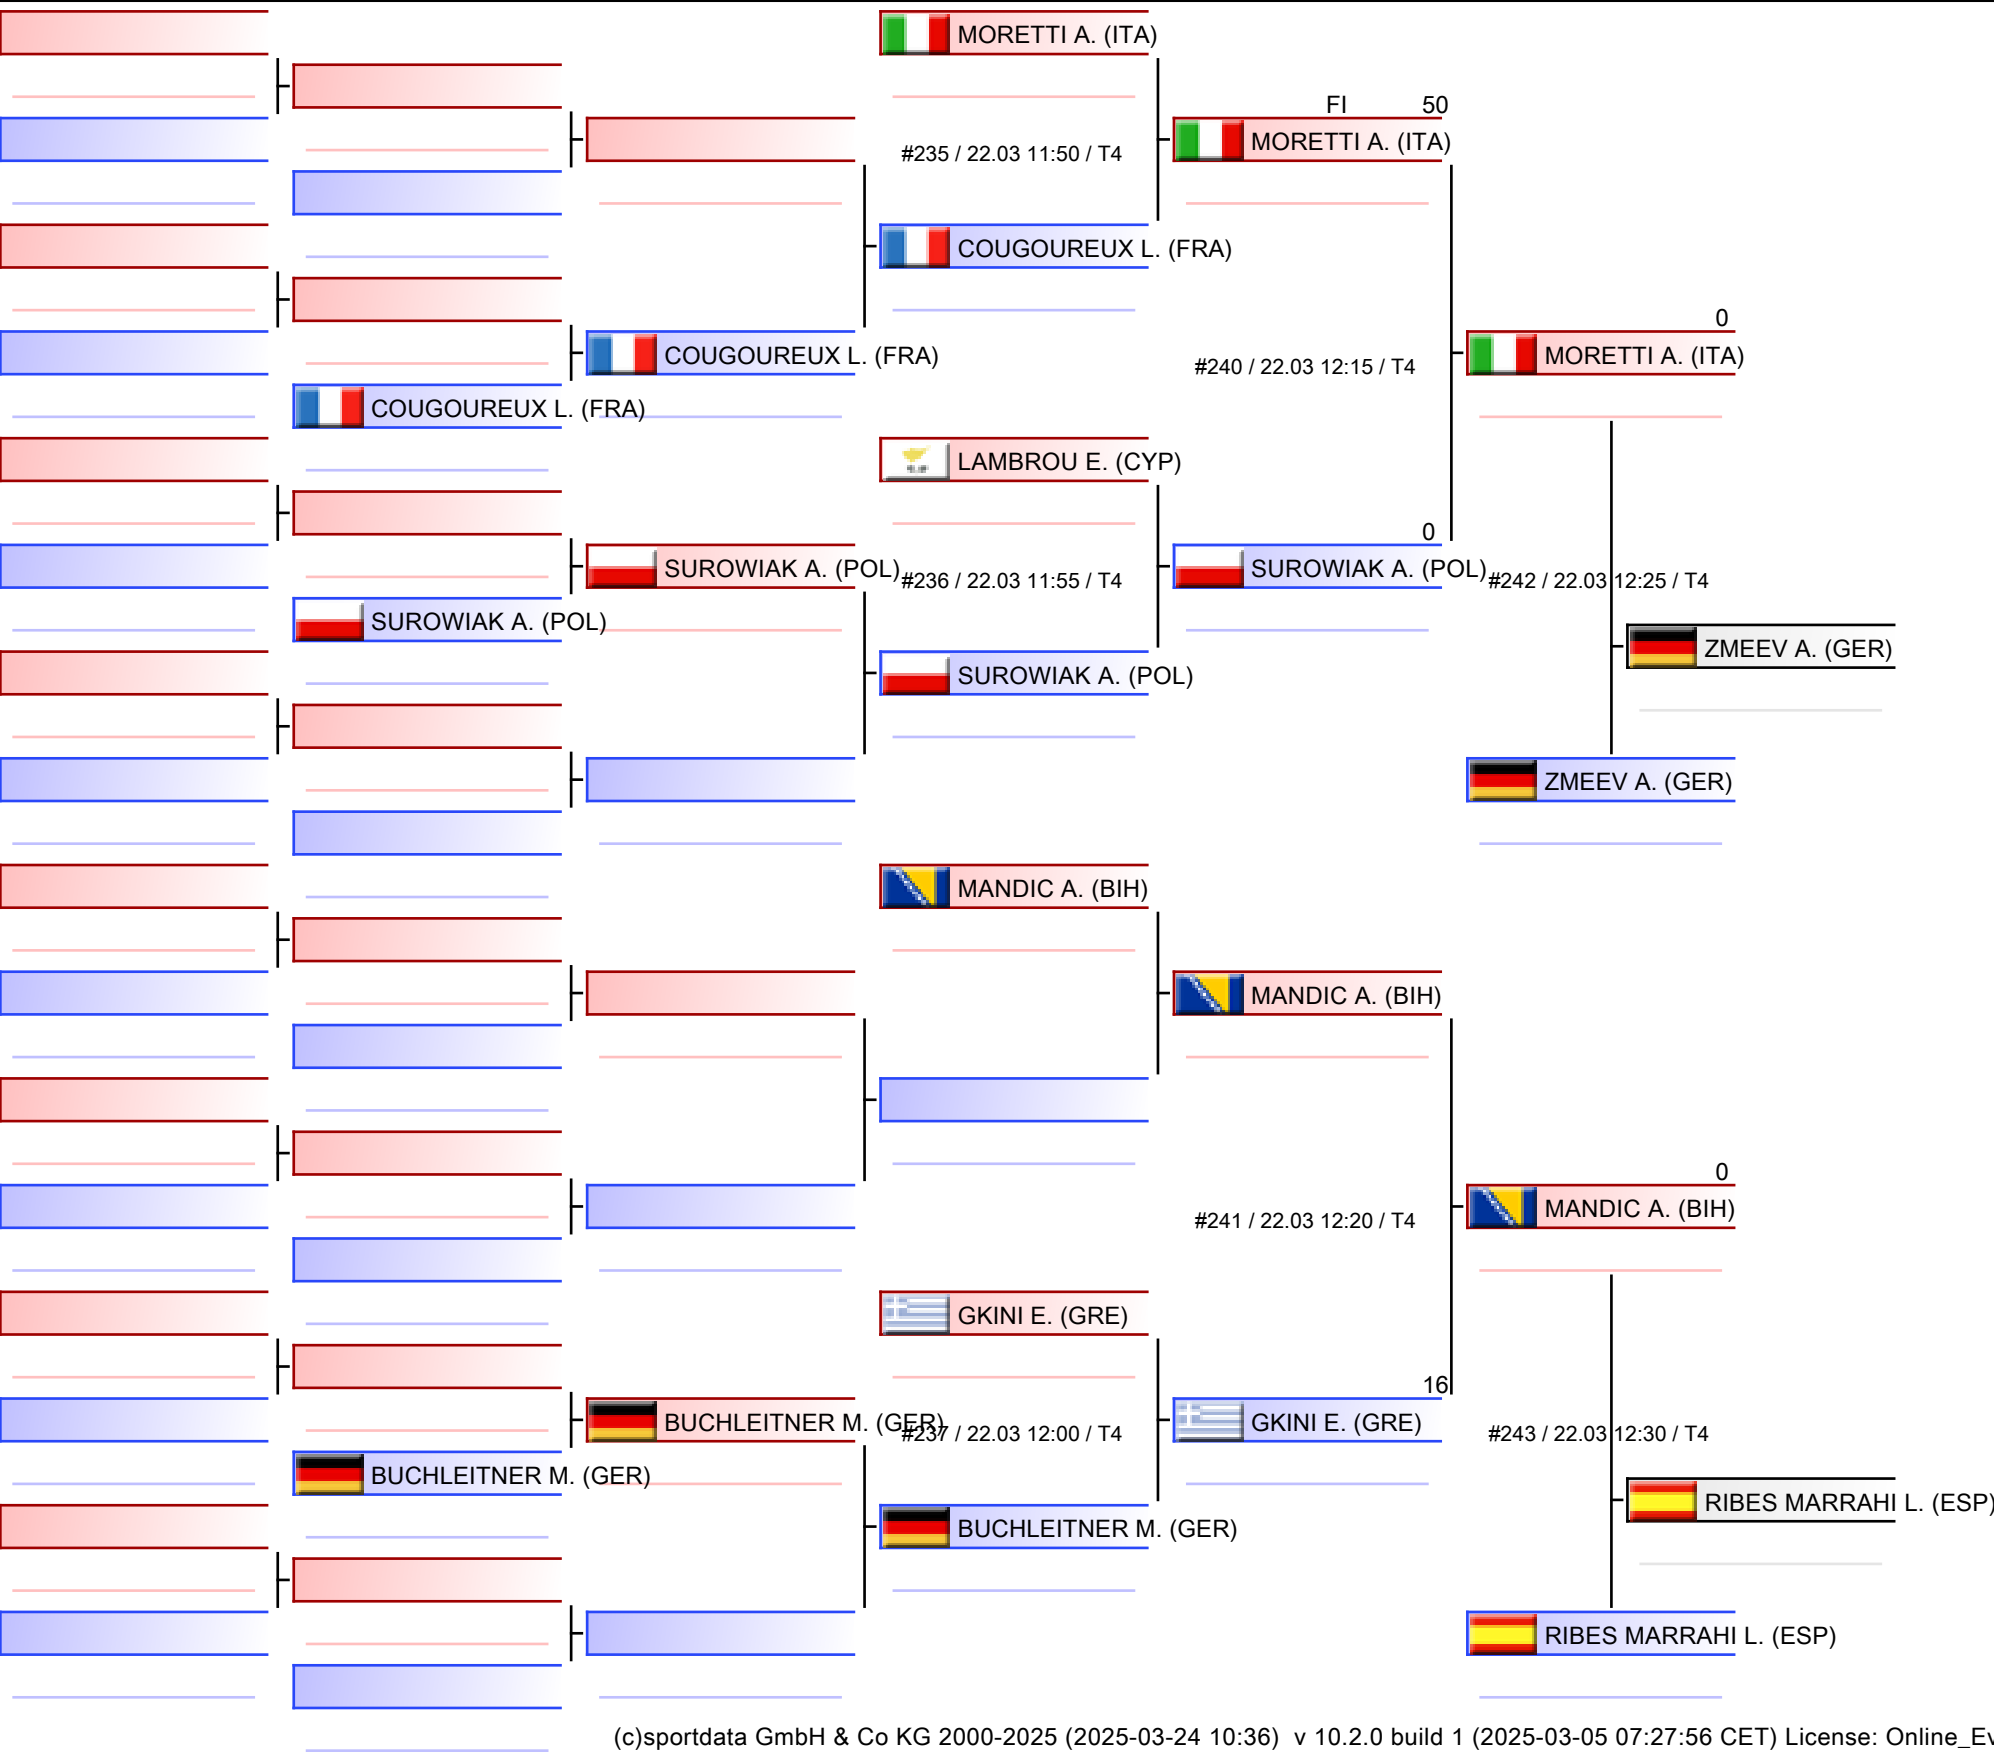 MORETTI A. (ITA)
FI 50
MORETTI A. (ITA)
#235 / 22.03 11:50 / T4
COUGOUREUX L. (FRA)
0
COUGOUREUX L. (FRA)
#240 / 22.03 12:15 / T4
MORETTI A. (ITA)
COUGOUREUX L. (FRA)
LAMBROU E. (CYP)
0
SUROWIAK A. (POL)
#236 / 22.03 11:55 / T4
SUROWIAK A. (POL)
#242 / 22.03 12:25 / T4
SUROWIAK A. (POL)
ZMEEV A. (GER)
SUROWIAK A. (POL)
ZMEEV A. (GER)
MANDIC A. (BIH)
MANDIC A. (BIH)
0
#241 / 22.03 12:20 / T4
MANDIC A. (BIH)
GKINI E. (GRE)
16
BUCHLEITNER M. (GER)
#237 / 22.03 12:00 / T4
GKINI E. (GRE)
#243 / 22.03 12:30 / T4
BUCHLEITNER M. (GER)
RIBES MARRAHI L. (ESP)
BUCHLEITNER M. (GER)
RIBES MARRAHI L. (ESP)
(c)sportdata GmbH & Co KG 2000-2025 (2025-03-24 10:36) v 10.2.0 build 1 (2025-03-05 07:27:56 CET) License: Online_Ev